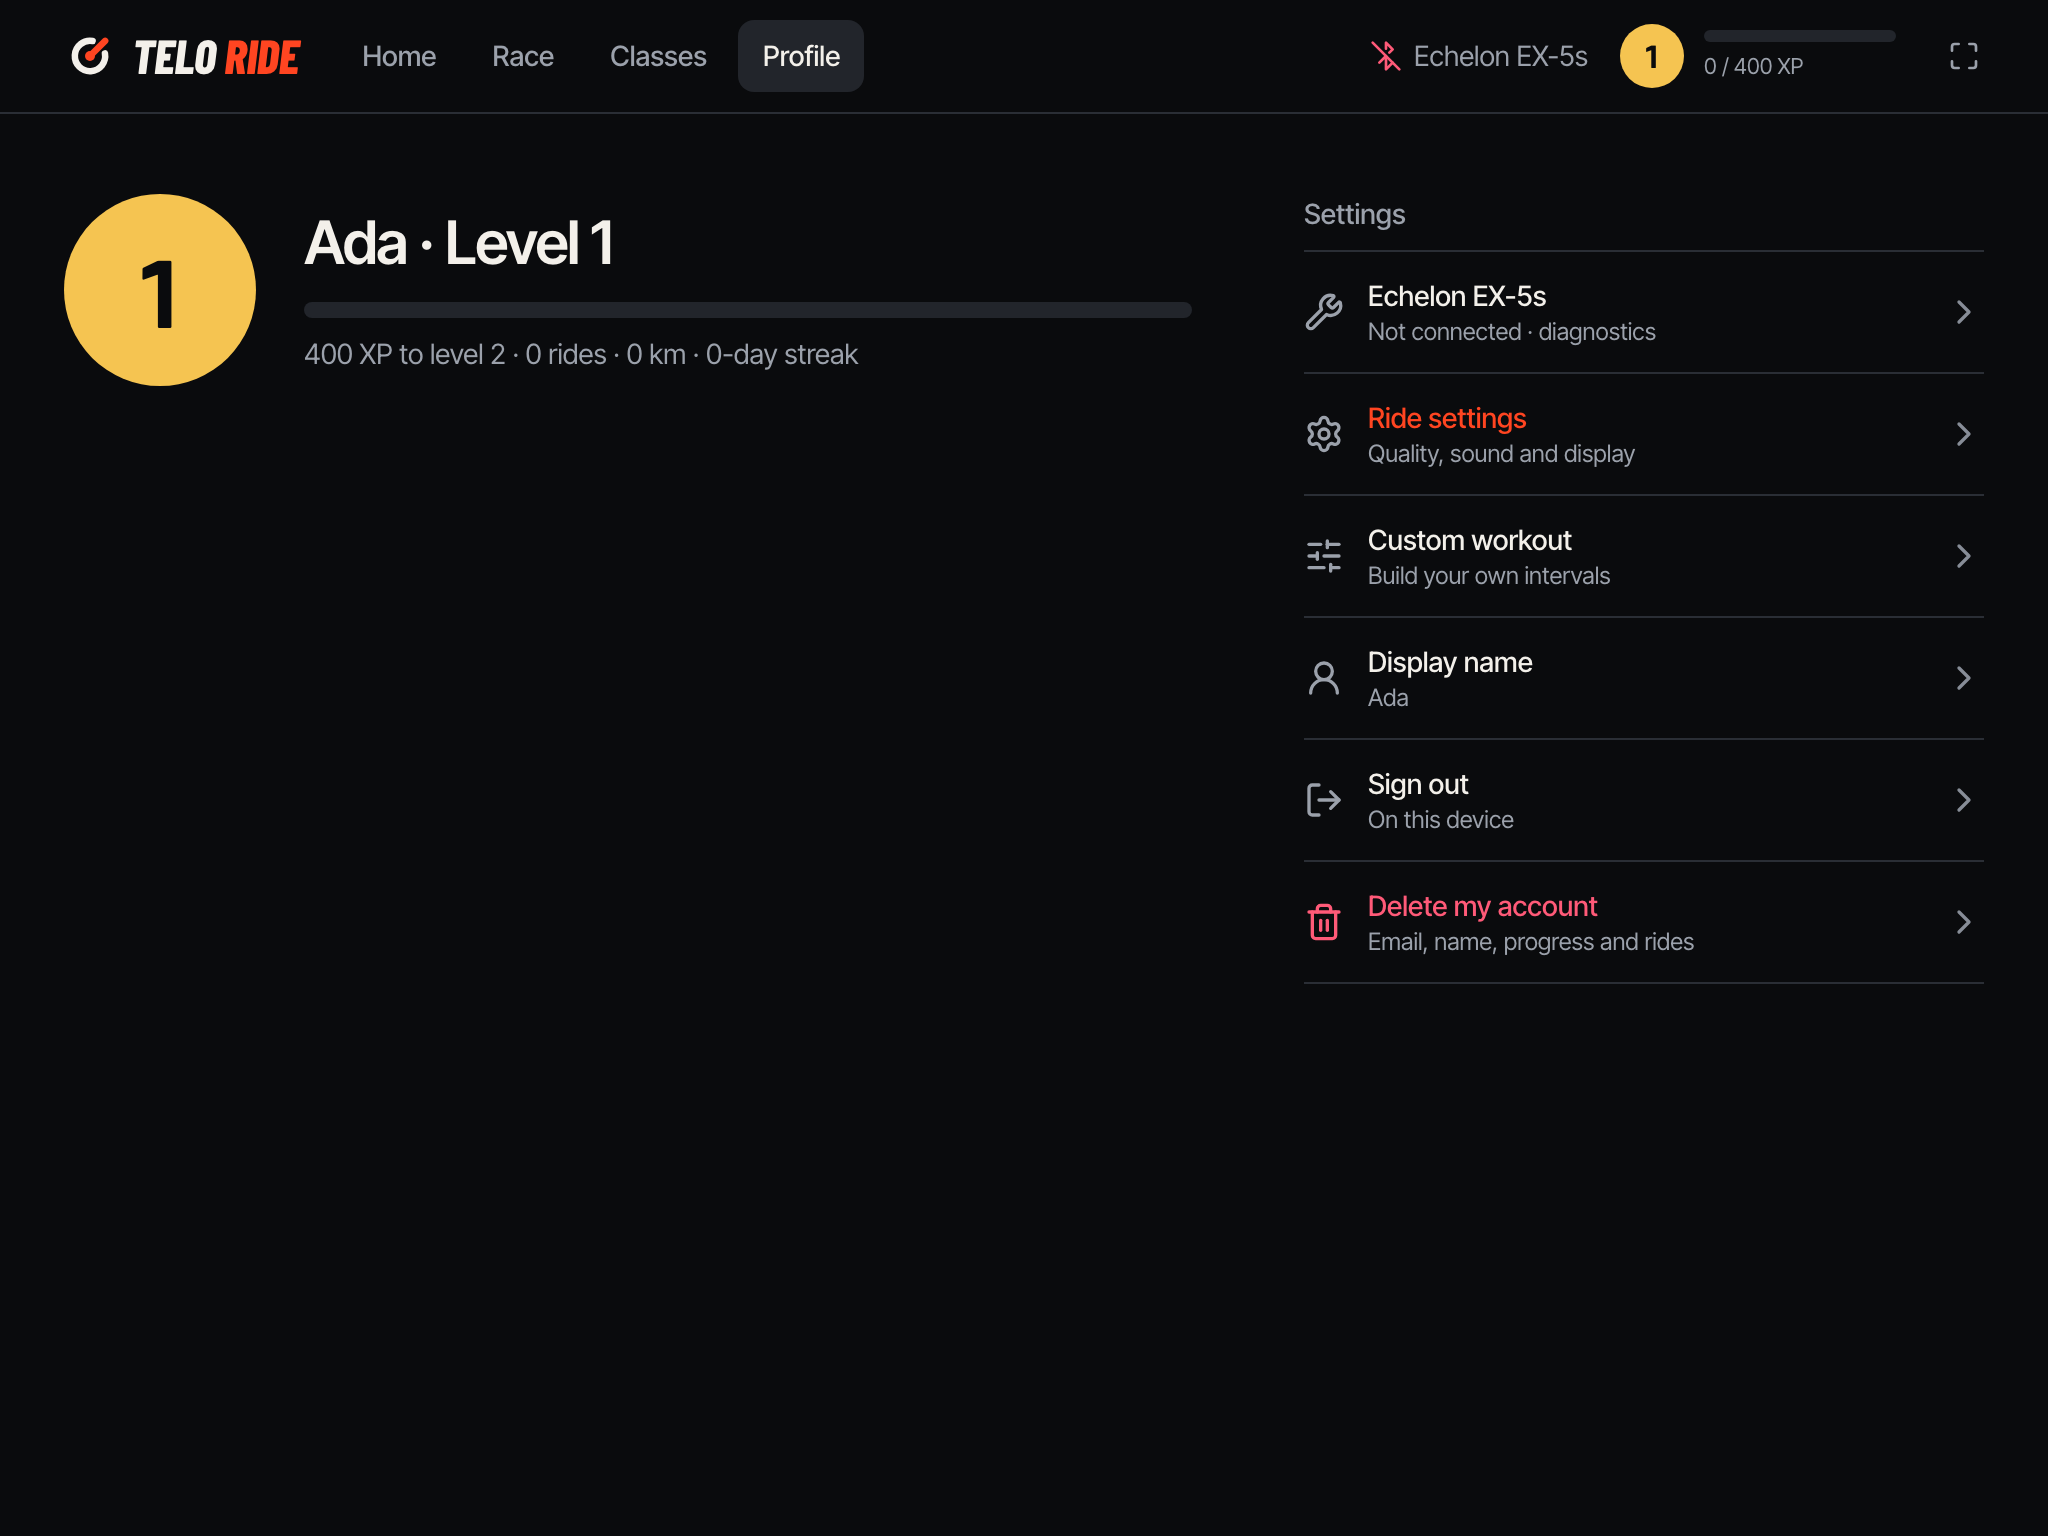 TELO RIDE
Home
Race
Classes
Profile
Echelon EX-5s
1
0 / 400 XP
1
Ada · Level 1
400 XP to level 2 · 0 rides · 0 km · 0-day streak
Settings
Echelon EX-5s
Not connected · diagnostics
Ride settings
Quality, sound and display
Custom workout
Build your own intervals
Display name
Ada
Sign out
On this device
Delete my account
Email, name, progress and rides